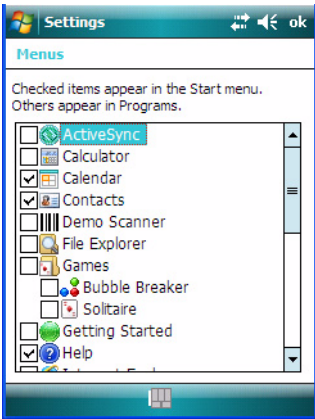 Settings ok
Menus
Checked items appear in the Start menu.
Others appear in Programs.
ActiveSync
Calculator
Calendar
Contacts
Demo Scanner
File Explorer
Games
Bubble Breaker
Solitaire
Getting Started
Help